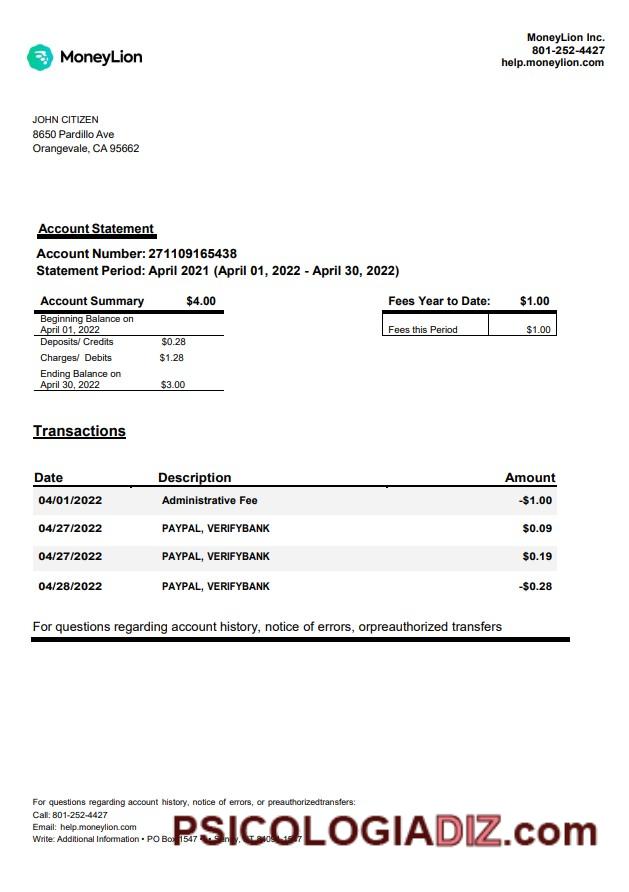 MoneyLion
MoneyLion Inc.
801-252-4427
help.moneylion.com
JOHN CITIZEN
8650 Pardillo Ave
Orangevale, CA 95662
Account Statement
Account Number: 271109165438
Statement Period: April 2021 (April 01, 2022 - April 30, 2022)
Account Summary $4.00
Beginning Balance on
April 01, 2022
Deposits/ Credits $0.28
Charges/ Debits $1.28
Ending Balance on
April 30, 2022 $3.00
Fees Year to Date: $1.00
Fees this Period $1.00
Transactions
Date Description Amount
04/01/2022 Administrative Fee -$1.00
04/27/2022 PAYPAL, VERIFYBANK $0.09
04/27/2022 PAYPAL, VERIFYBANK $0.19
04/28/2022 PAYPAL, VERIFYBANK -$0.28
For questions regarding account history, notice of errors, orpreauthorized transfers
For questions regarding account history, notice of errors, or preauthorizedtransfers:
Call: 801-252-4427
Email: help.moneylion.com
Write: Additional Information • PO Box 1547 • Sandy, UT
PSICOLOGIADIZ.com